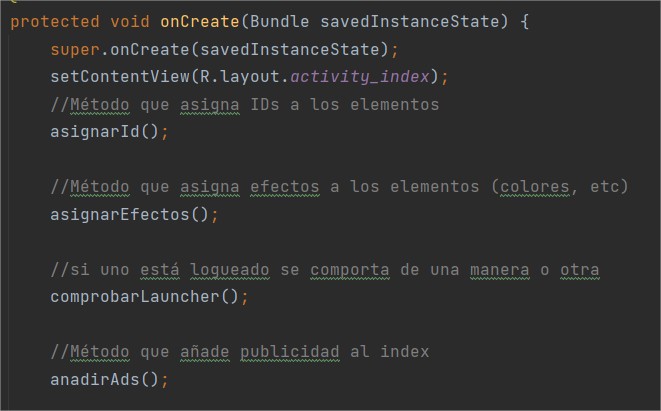 protected void onCreate(Bundle savedInstanceState) {
super.onCreate(savedInstanceState);
setContentView(R.layout.activity_index);
//Método que asigna IDs a los elementos
asignarId();
//Método que asigna efectos a los elementos (colores, etc)
asignarEfectos();
//si uno está logueado se comporta de una manera o otra
comprobarLauncher();
//Método que añade publicidad al index
anadirAds();